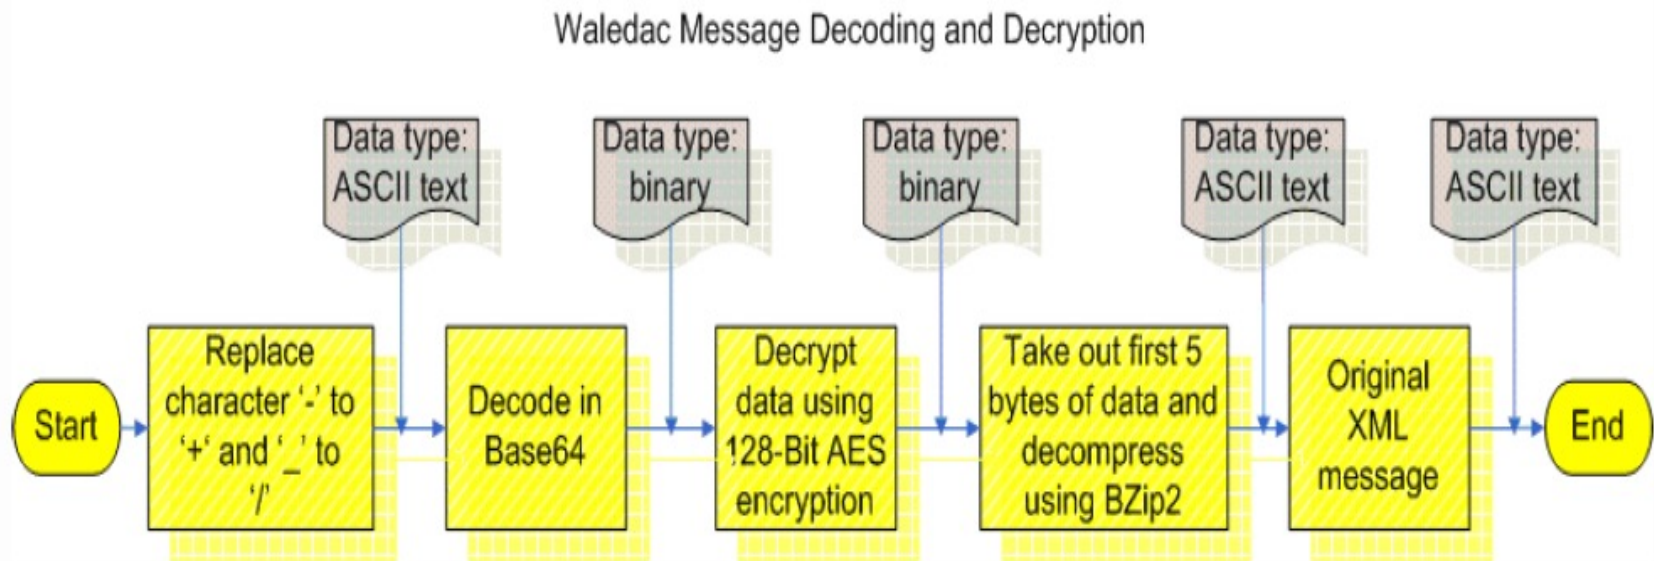 Waledac Message Decoding and Decryption
Data type:
ASCII text
Data type:
binary
Data type:
binary
Data type:
ASCII text
Data type:
ASCII text
Start
Replace
character ‘-’ to
‘+‘ and ‘_’ to
‘/’
Decode in
Base64
Decrypt
data using
128-Bit AES
encryption
Take out first 5
bytes of data and
decompress
using BZip2
Original
XML
message
End